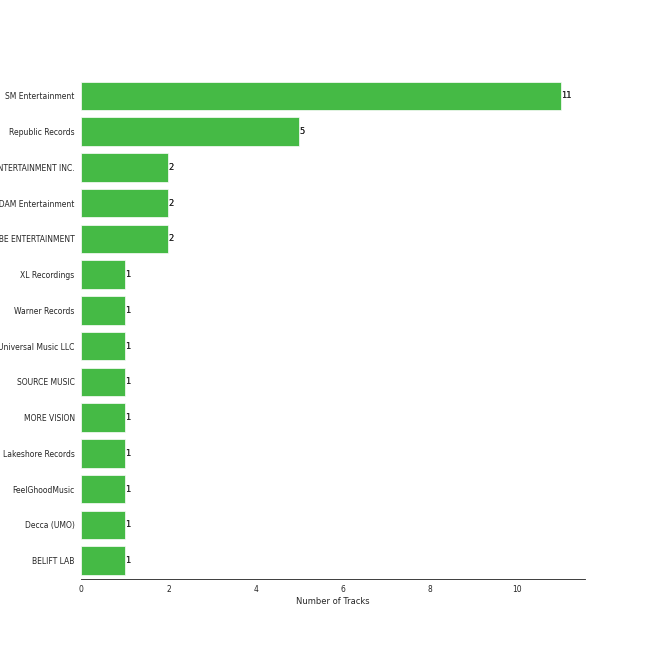 SM Entertainment 11
Republic Records 5
NTERTAINMENT INC. 2
DAM Entertainment 2
BE ENTERTAINMENT 2
XL Recordings 1
Warner Records 1
Universal Music LLC 1
SOURCE MUSIC 1
MORE VISION 1
Lakeshore Records 1
FeelGhoodMusic 1
Decca (UMO) 1
BELIFT LAB 1
0 2 4 6 8 10
Number of Tracks